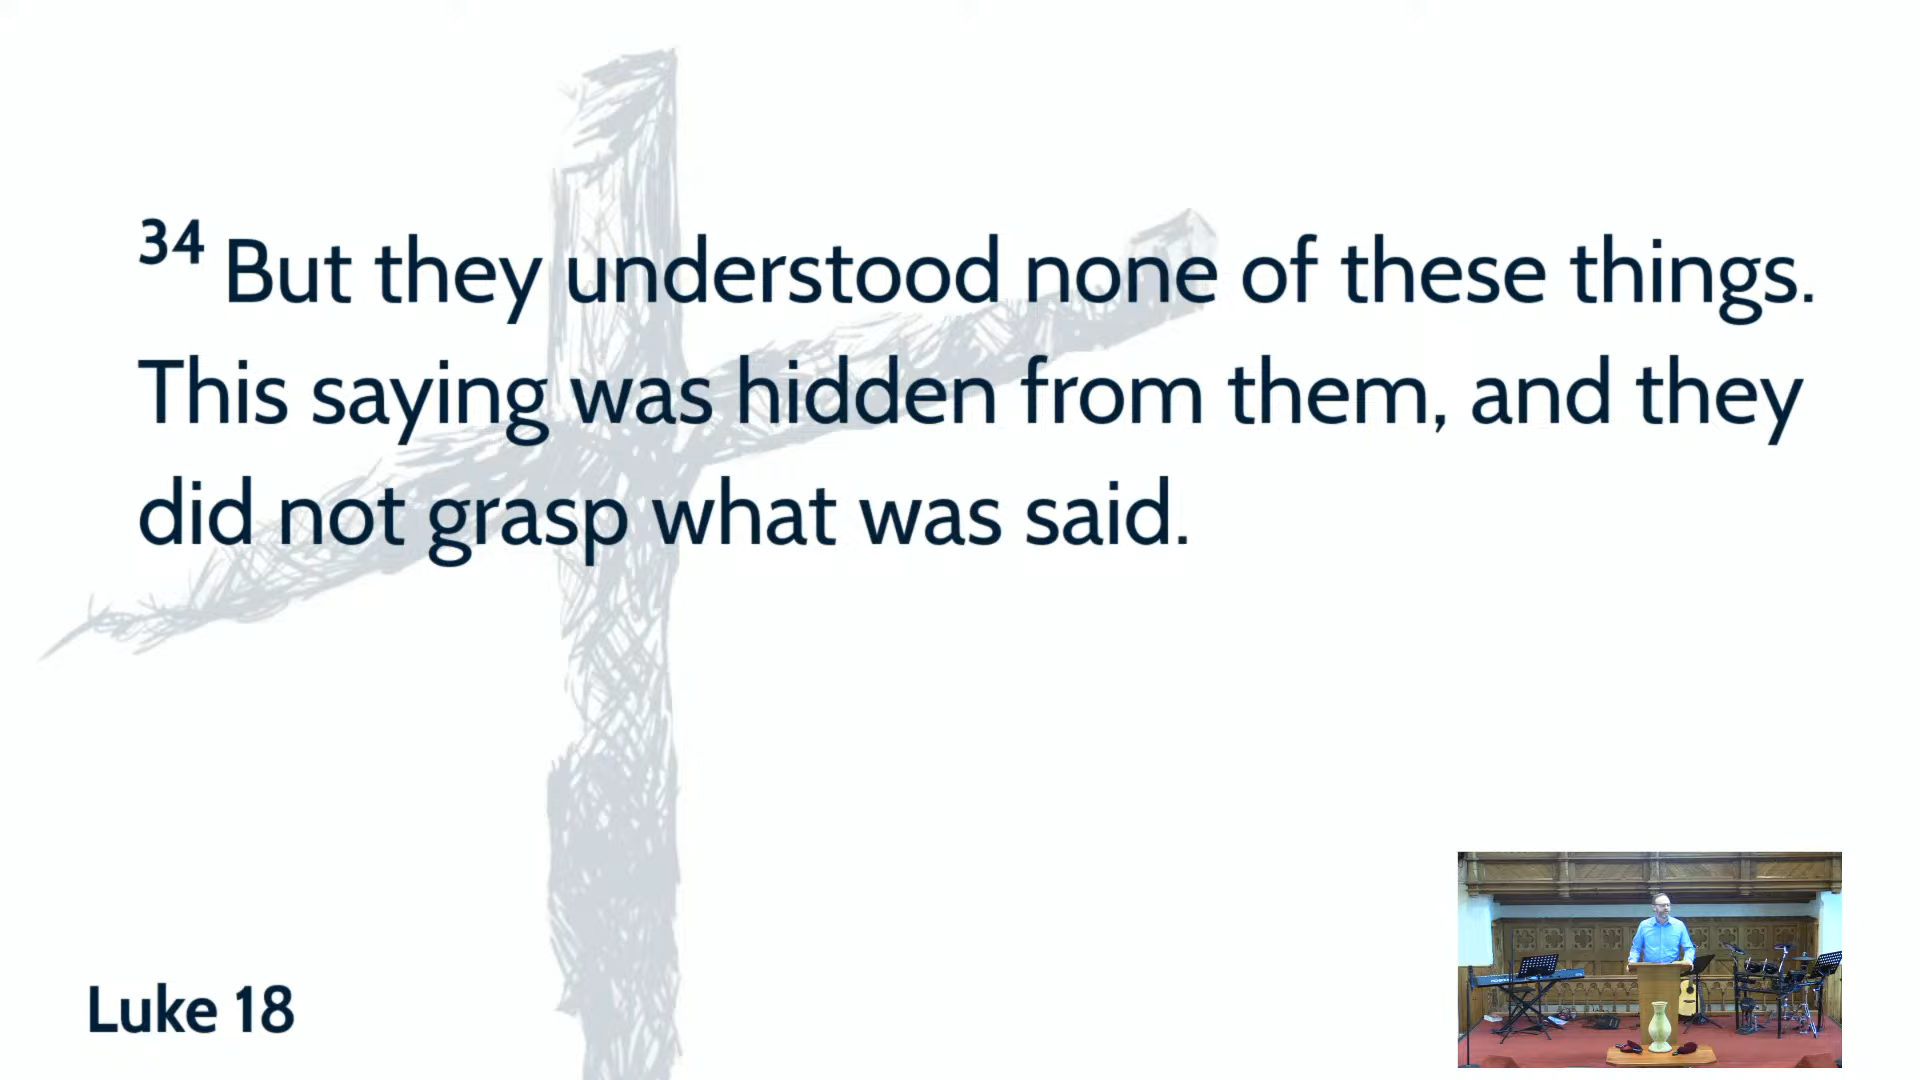 34 But they understood none of these things.
This saying was hidden from them, and they
did not grasp what was said.
Luke 18